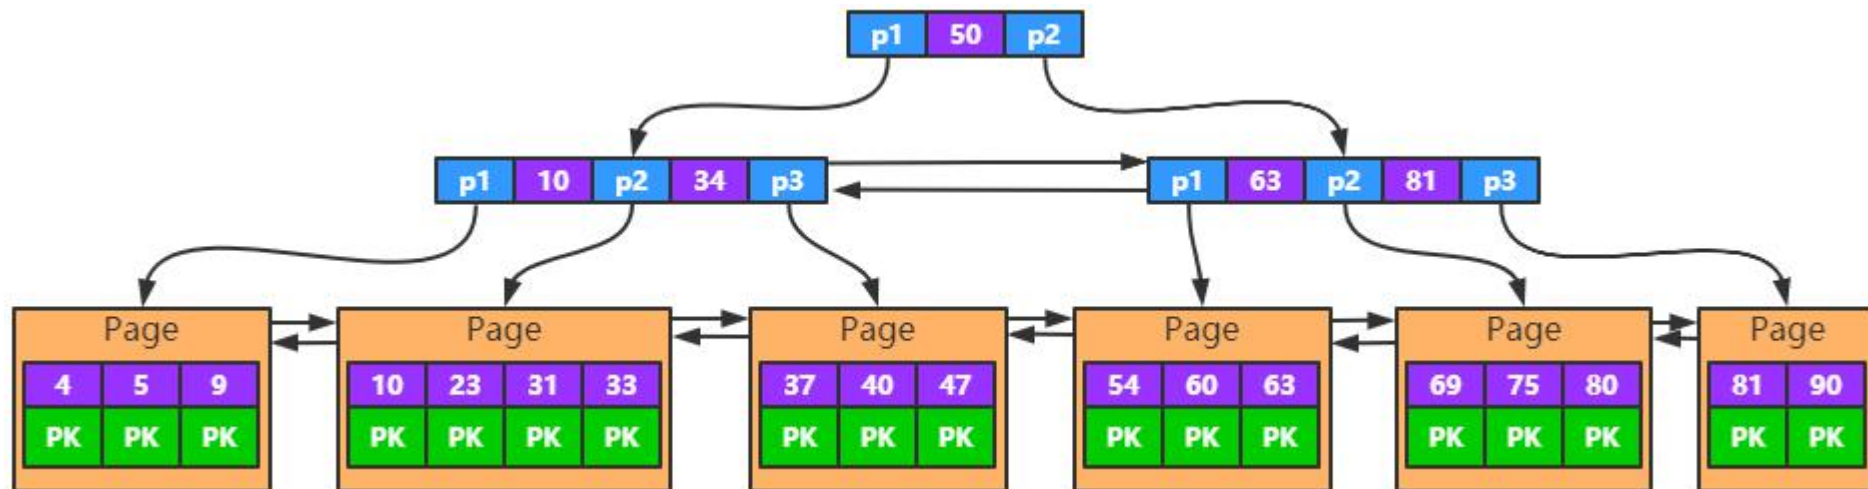 p1 50 p2
p1 10 p2 34 p3 p1 63 p2 81 p3
Page Page Page Page Page Page
4 5 9 10 23 31 33 37 40 47 54 60 63 69 75 80 81 90
PK PK PK PK PK PK PK PK PK PK PK PK PK PK PK PK PK PK